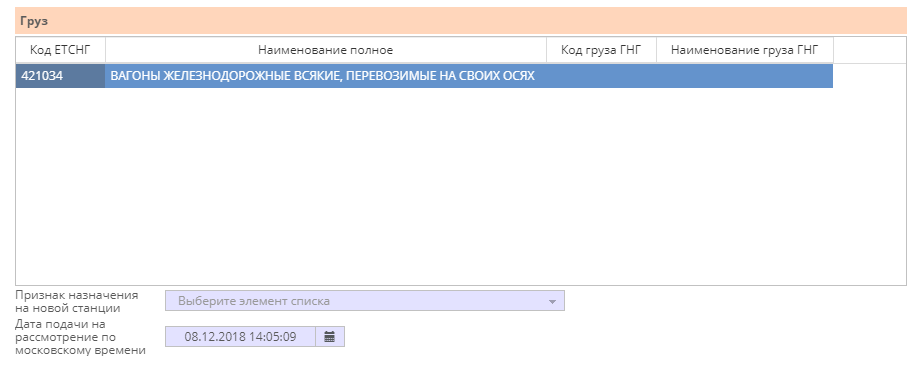 Груз
Код ЕТСНГ Наименование полное Код груза ГНГ Наименование груза ГНГ
421034 ВАГОНЫ ЖЕЛЕЗНОДОРОЖНЫЕ ВСЯКИЕ, ПЕРЕВОЗИМЫЕ НА СВОИХ ОСЯХ
Признак назначения
на новой станции
Выберите элемент списка
Дата подачи на
рассмотрение по
московскому времени
08.12.2018 14:05:09